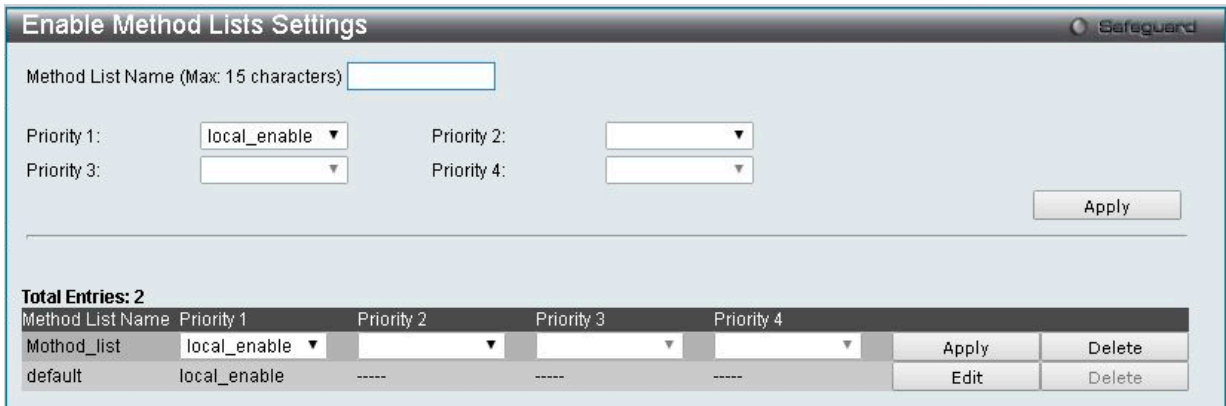 Enable Method Lists Settings
Safeguard
Method List Name (Max: 15 characters)
Priority 1: local_enable Priority 2:
Priority 3: Priority 4:
Apply
Total Entries: 2
Method List Name Priority 1 Priority 2 Priority 3 Priority 4
Mothod_list local_enable Apply Delete
default local_enable ----- ----- ----- Edit Delete